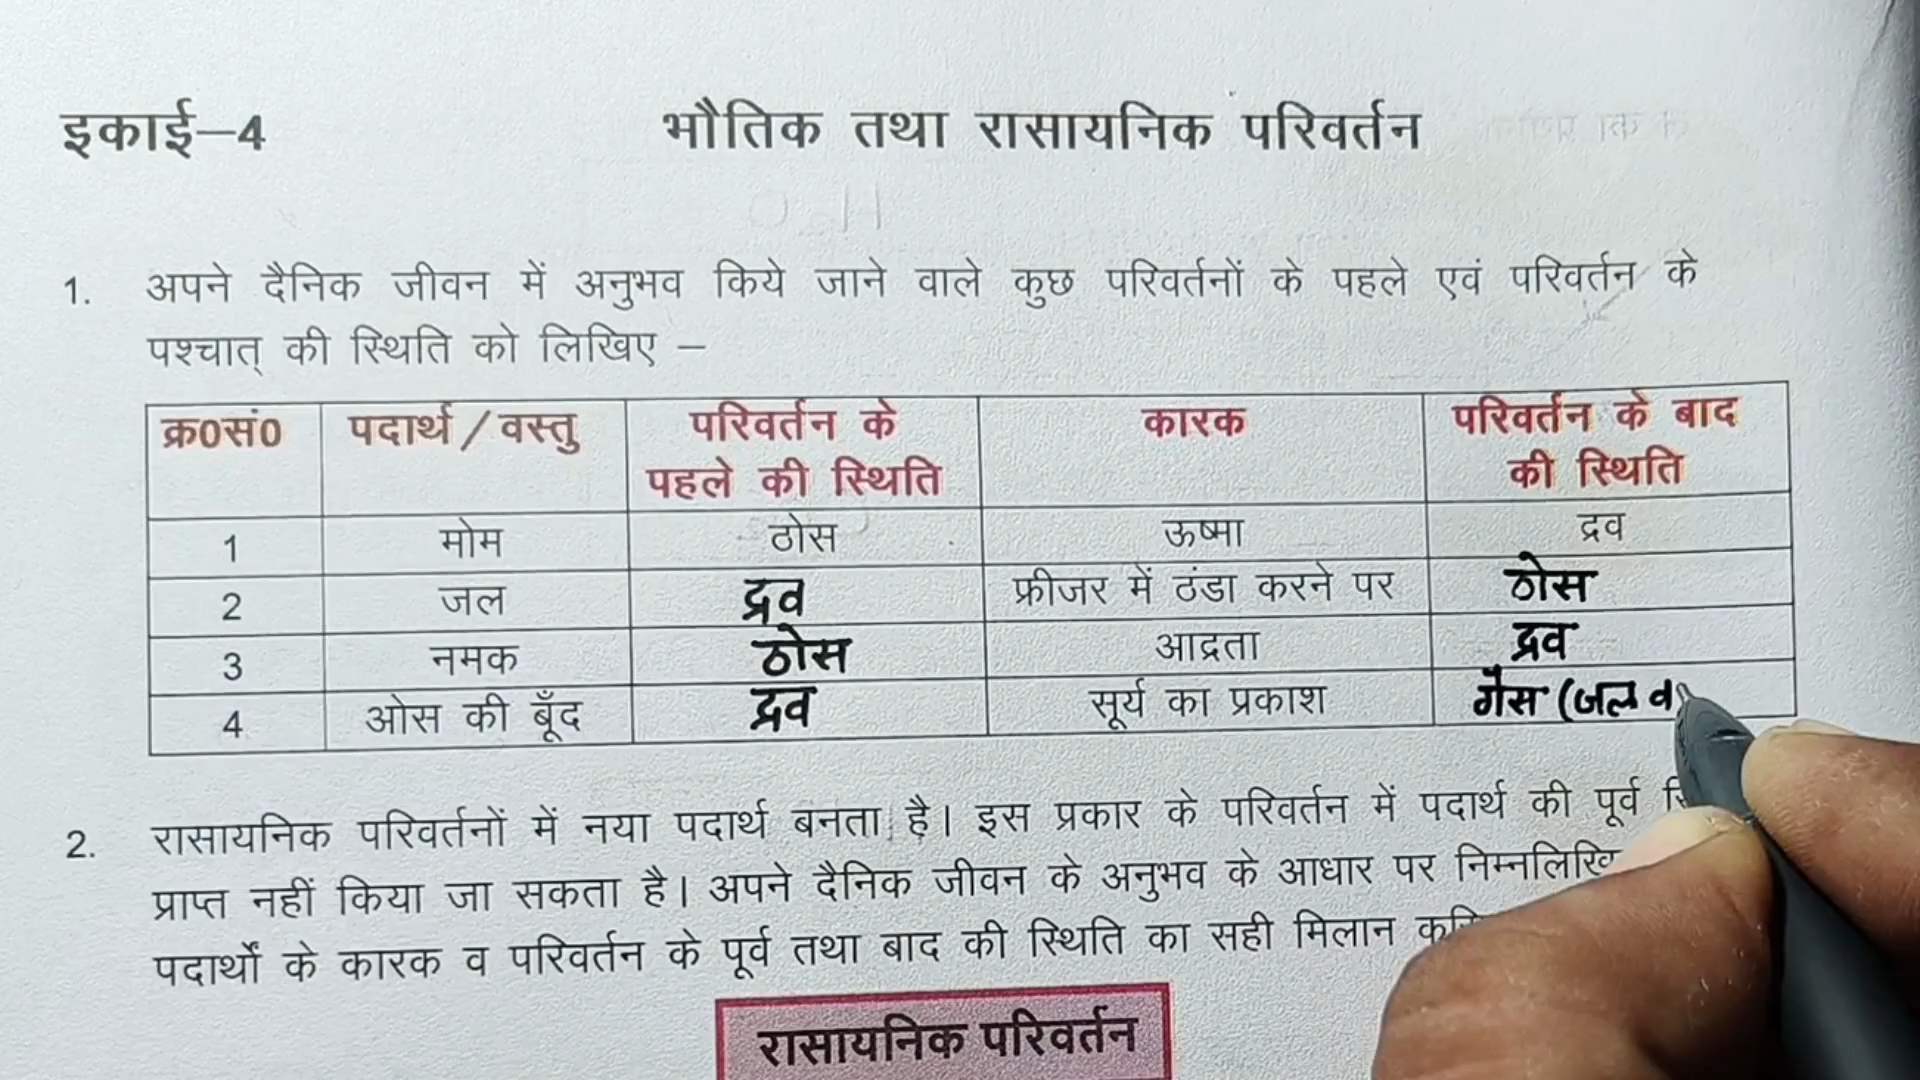 इकाई–4 भौतिक तथा रासायनिक परिवर्तन
1. अपने दैनिक जीवन में अनुभव किये जाने वाले कुछ परिवर्तनों के पहले एवं परिवर्तन के
पश्चात् की स्थिति को लिखिए –
क्र0सं0 पदार्थ / वस्तु परिवर्तन के पहले की स्थिति कारक परिवर्तन के बाद की स्थिति
1 मोम ठोस ऊष्मा द्रव
2 जल द्रव फ्रीजर में ठंडा करने पर ठोस
3 नमक ठोस आद्रता द्रव
4 ओस की बूँद द्रव सूर्य का प्रकाश गैस (जल व
2. रासायनिक परिवर्तनों में नया पदार्थ बनता है। इस प्रकार के परिवर्तन में पदार्थ की पूर्व
प्राप्त नहीं किया जा सकता है। अपने दैनिक जीवन के अनुभव के आधार पर
पदार्थों के कारक व परिवर्तन के पूर्व तथा बाद की स्थिति का सही मिलान
रासायनिक परिवर्तन